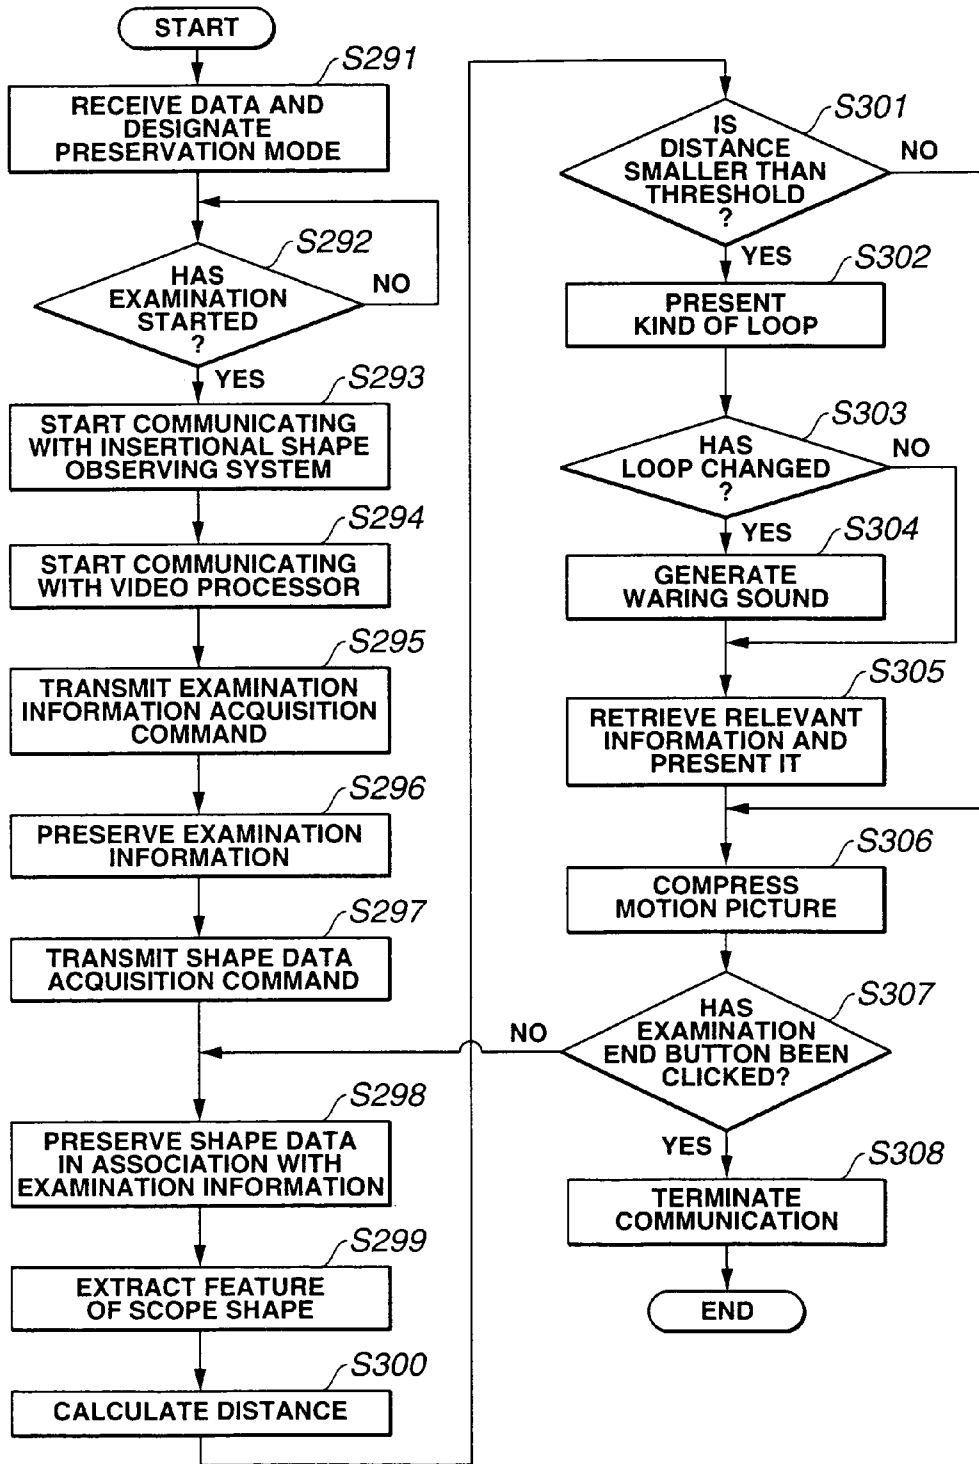 START
S291
RECEIVE DATA AND
DESIGNATE
PRESERVATION MODE
S292
HAS
EXAMINATION
STARTED
?
NO
YES
S293
START COMMUNICATING
WITH INSERTIONAL SHAPE
OBSERVING SYSTEM
S294
START COMMUNICATING
WITH VIDEO PROCESSOR
S295
TRANSMIT EXAMINATION
INFORMATION ACQUISITION
COMMAND
S296
PRESERVE EXAMINATION
INFORMATION
S297
TRANSMIT SHAPE DATA
ACQUISITION COMMAND
S298
PRESERVE SHAPE DATA
IN ASSOCIATION WITH
EXAMINATION INFORMATION
S299
EXTRACT FEATURE
OF SCOPE SHAPE
S300
CALCULATE DISTANCE
S301
IS
DISTANCE
SMALLER THAN
THRESHOLD
?
NO
YES
S302
PRESENT
KIND OF LOOP
S303
HAS
LOOP CHANGED
?
NO
YES
S304
GENERATE
WARING SOUND
S305
RETRIEVE RELEVANT
INFORMATION AND
PRESENT IT
S306
COMPRESS
MOTION PICTURE
S307
HAS
EXAMINATION
END BUTTON BEEN
CLICKED?
NO
YES
S308
TERMINATE
COMMUNICATION
END